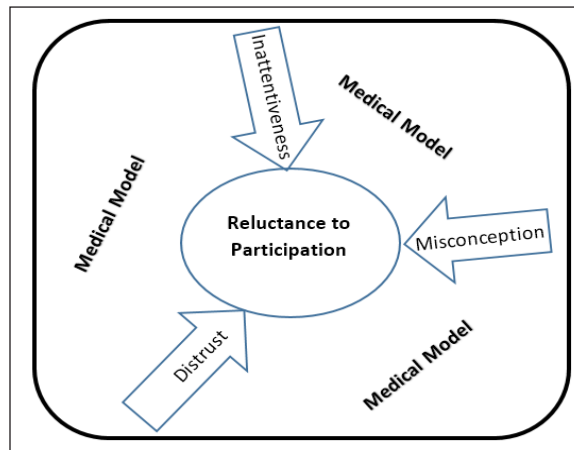 Inattentiveness
Medical Model
Medical Model
Reluctance to
Participation
Misconception
Distrust
Medical Model